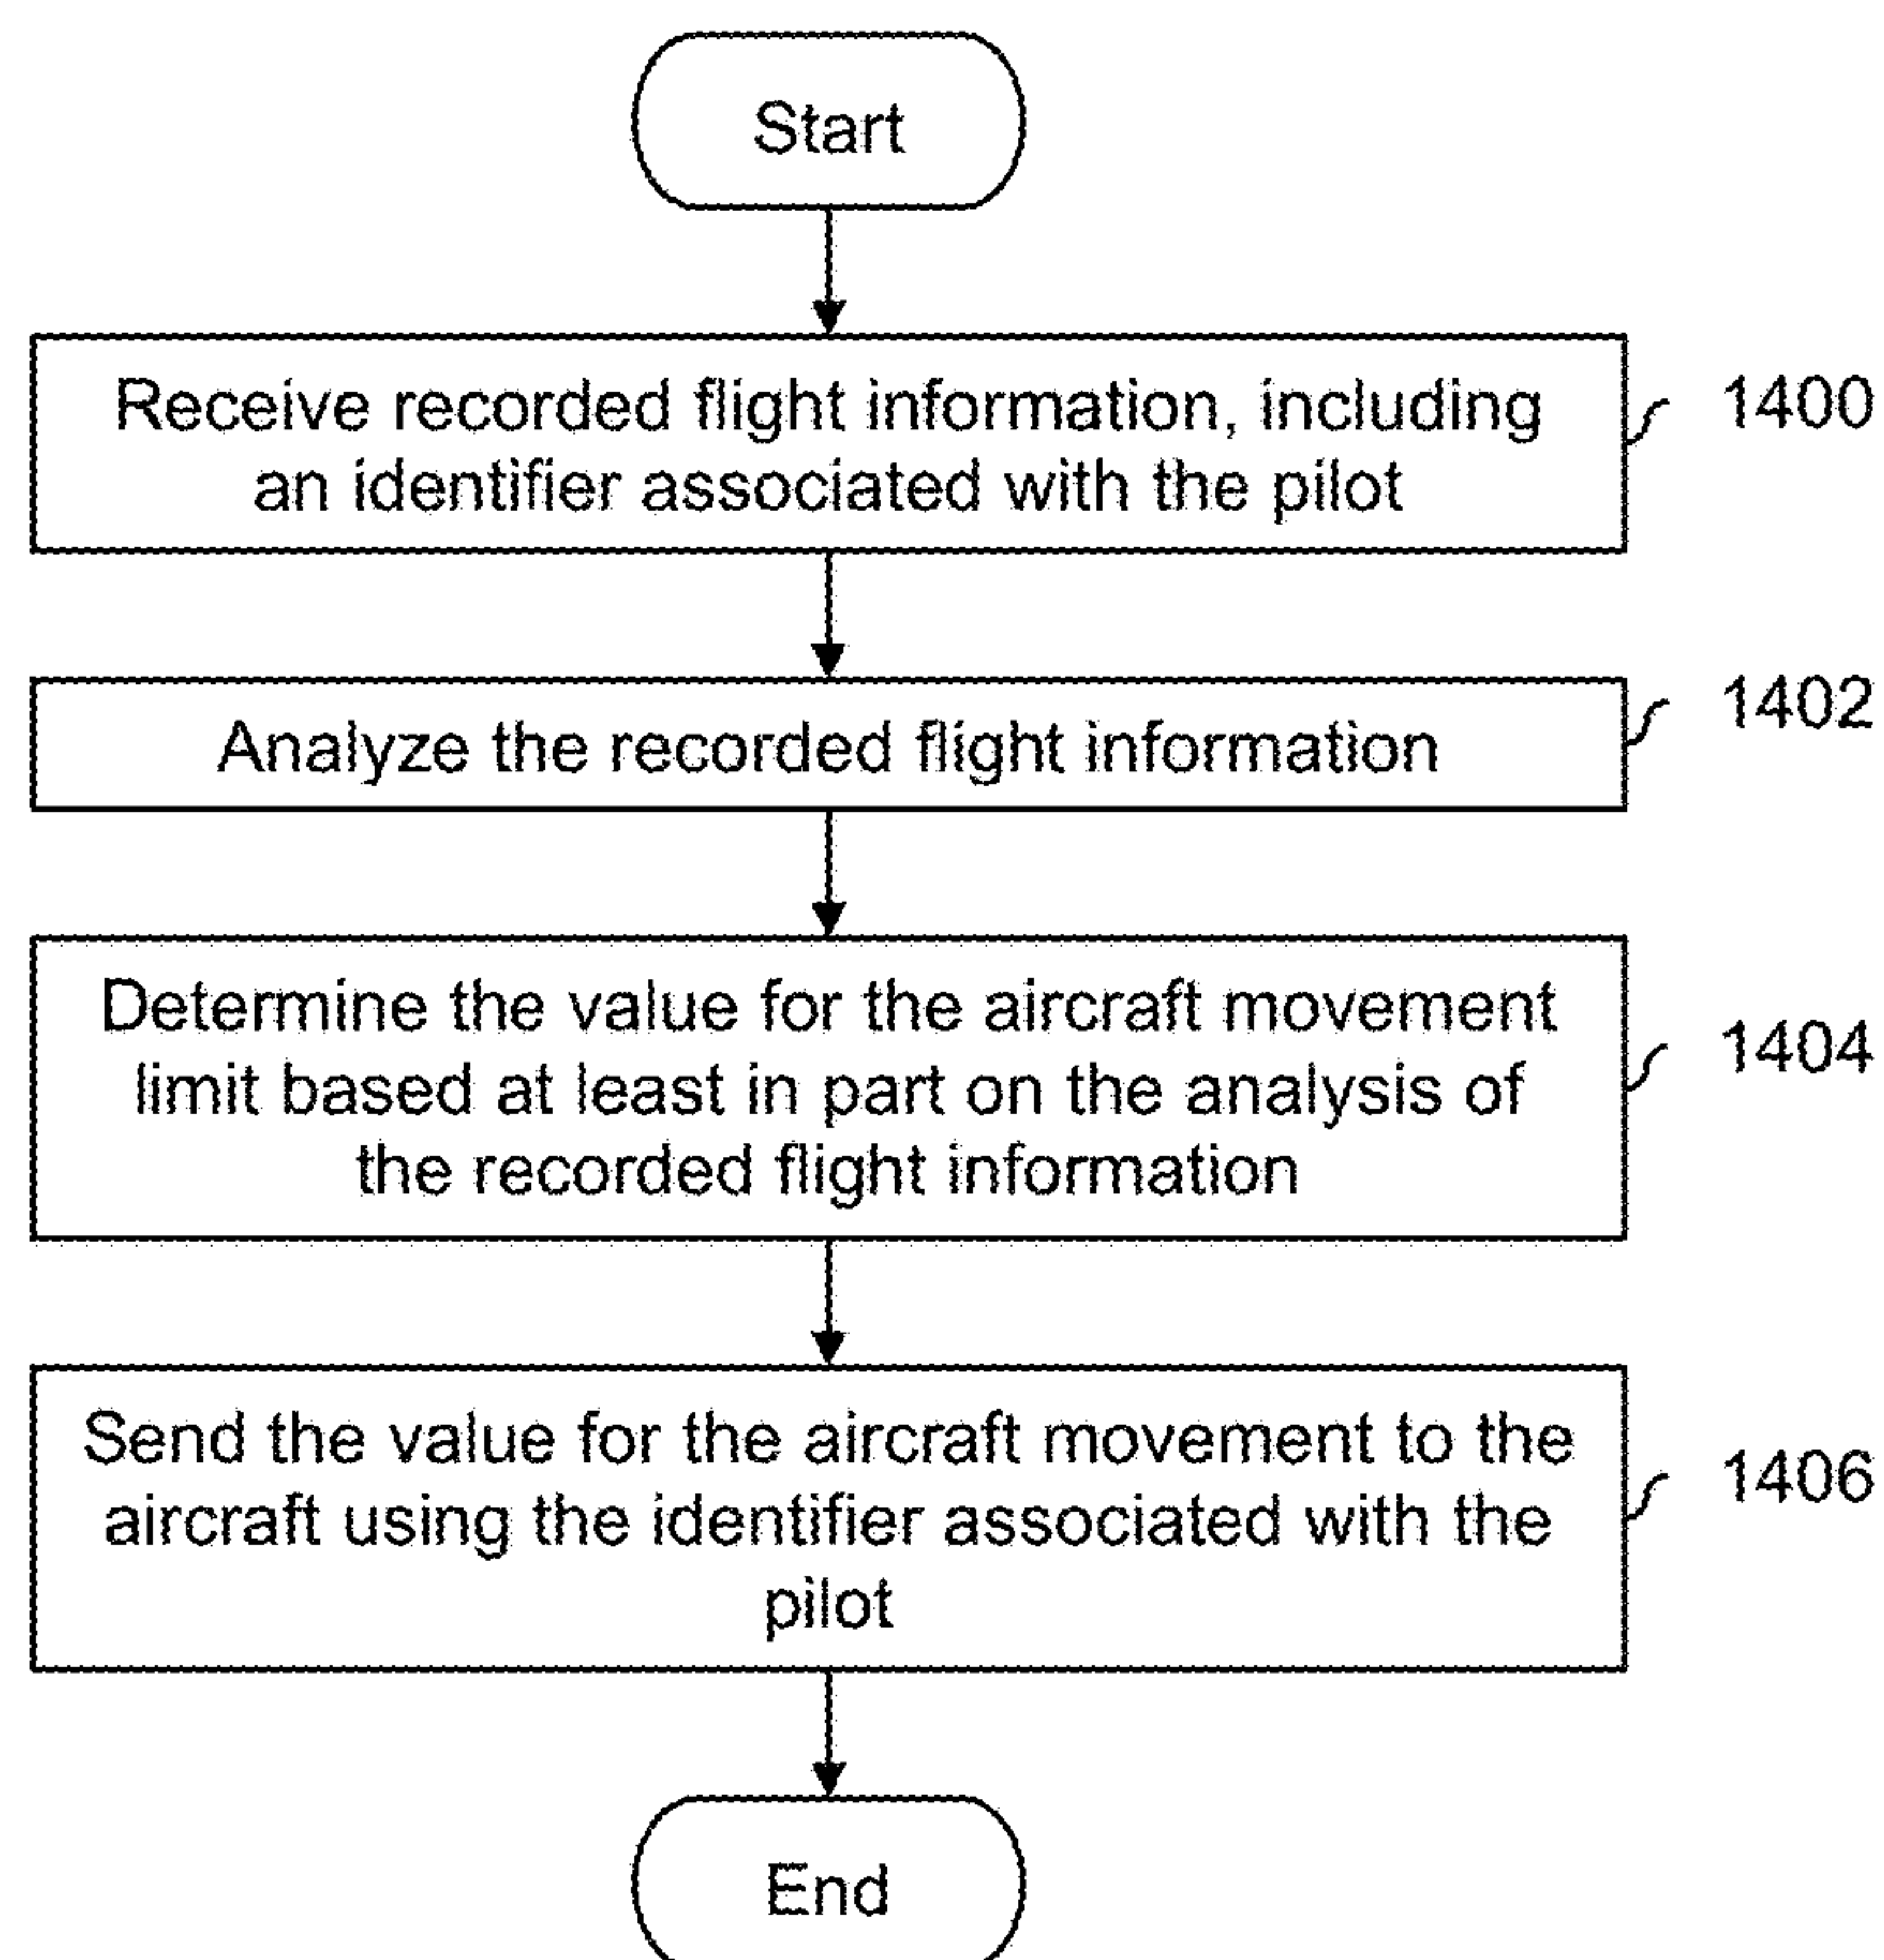 Start
Receive recorded flight information, including
an identifier associated with the pilot
1400
Analyze the recorded flight information
1402
Determine the value for the aircraft movement
limit based at least in part on the analysis of
the recorded flight information
1404
Send the value for the aircraft movement to the
aircraft using the identifier associated with the
pilot
1406
End